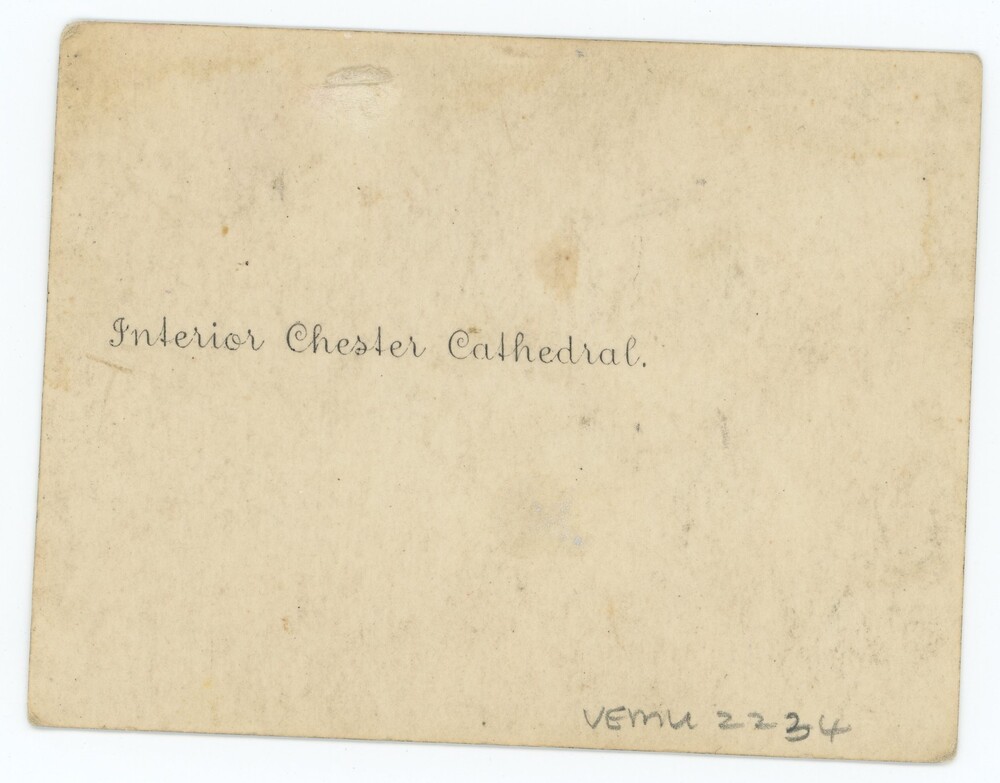 Interior Chester Cathedral.
VEMU 2234